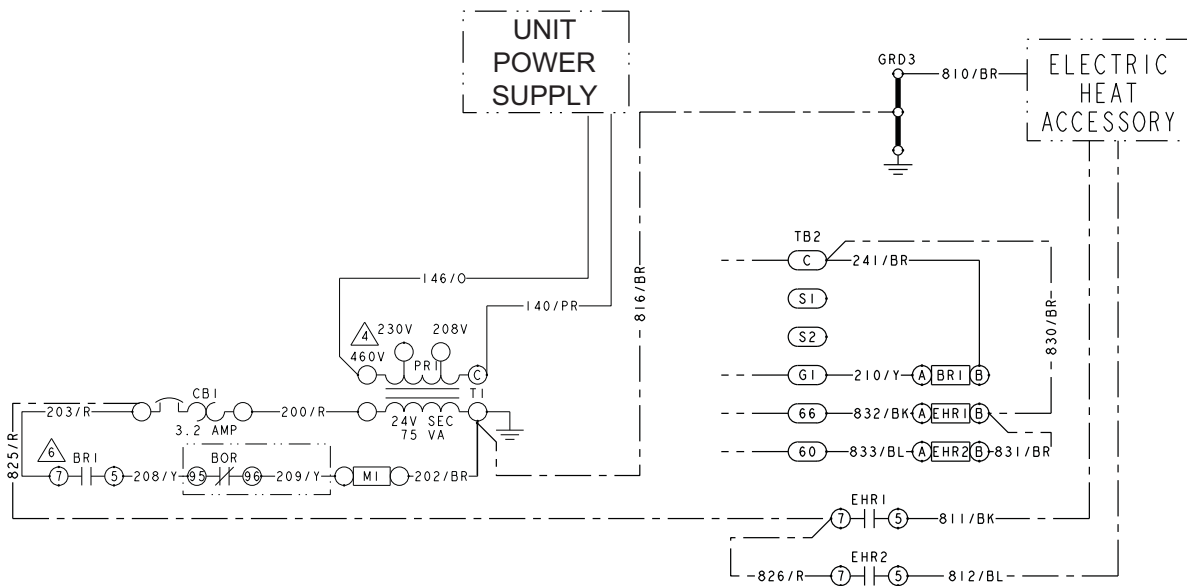 UNIT
POWER
SUPPLY
GRD3
810/BR
ELECTRIC
HEAT
ACCESSORY
TB2
C
241/BR
146/O
816/BR
S1
830/BR
140/PR
S2
4
230V
208V
460V
PR1
C
G1
210/Y
A
BR1
B
CB1
T1
203/R
200/R
24V SEC
75 VA
66
832/BK
A
EHR1
B
3.2 AMP
825/R
6
BR1
BOR
60
833/BL
A
EHR2
B
831/BR
7
5
208/Y
95
96
209/Y
M1
202/BR
EHR1
7
5
811/BK
EHR2
826/R
7
5
812/BL